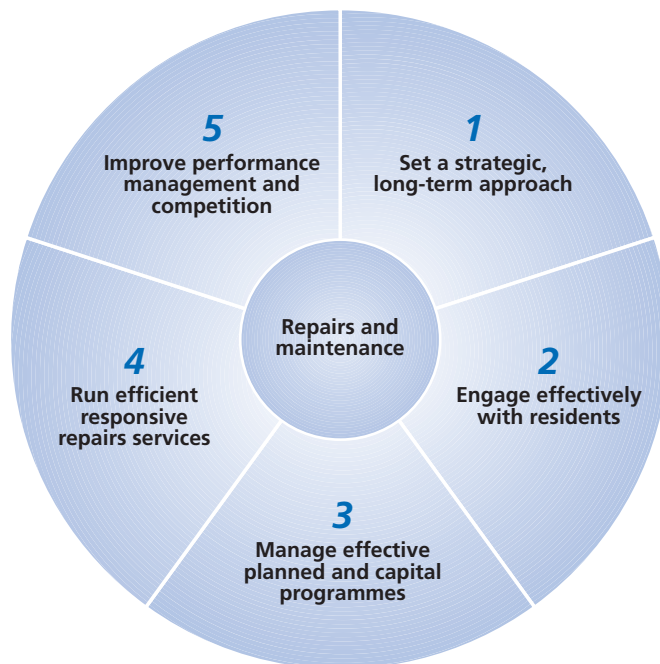 1
Set a strategic,
long-term approach
2
Engage effectively
with residents
3
Manage effective
planned and capital
programmes
4
Run efficient
responsive
repairs services
5
Improve performance
management and
competition
Repairs and
maintenance